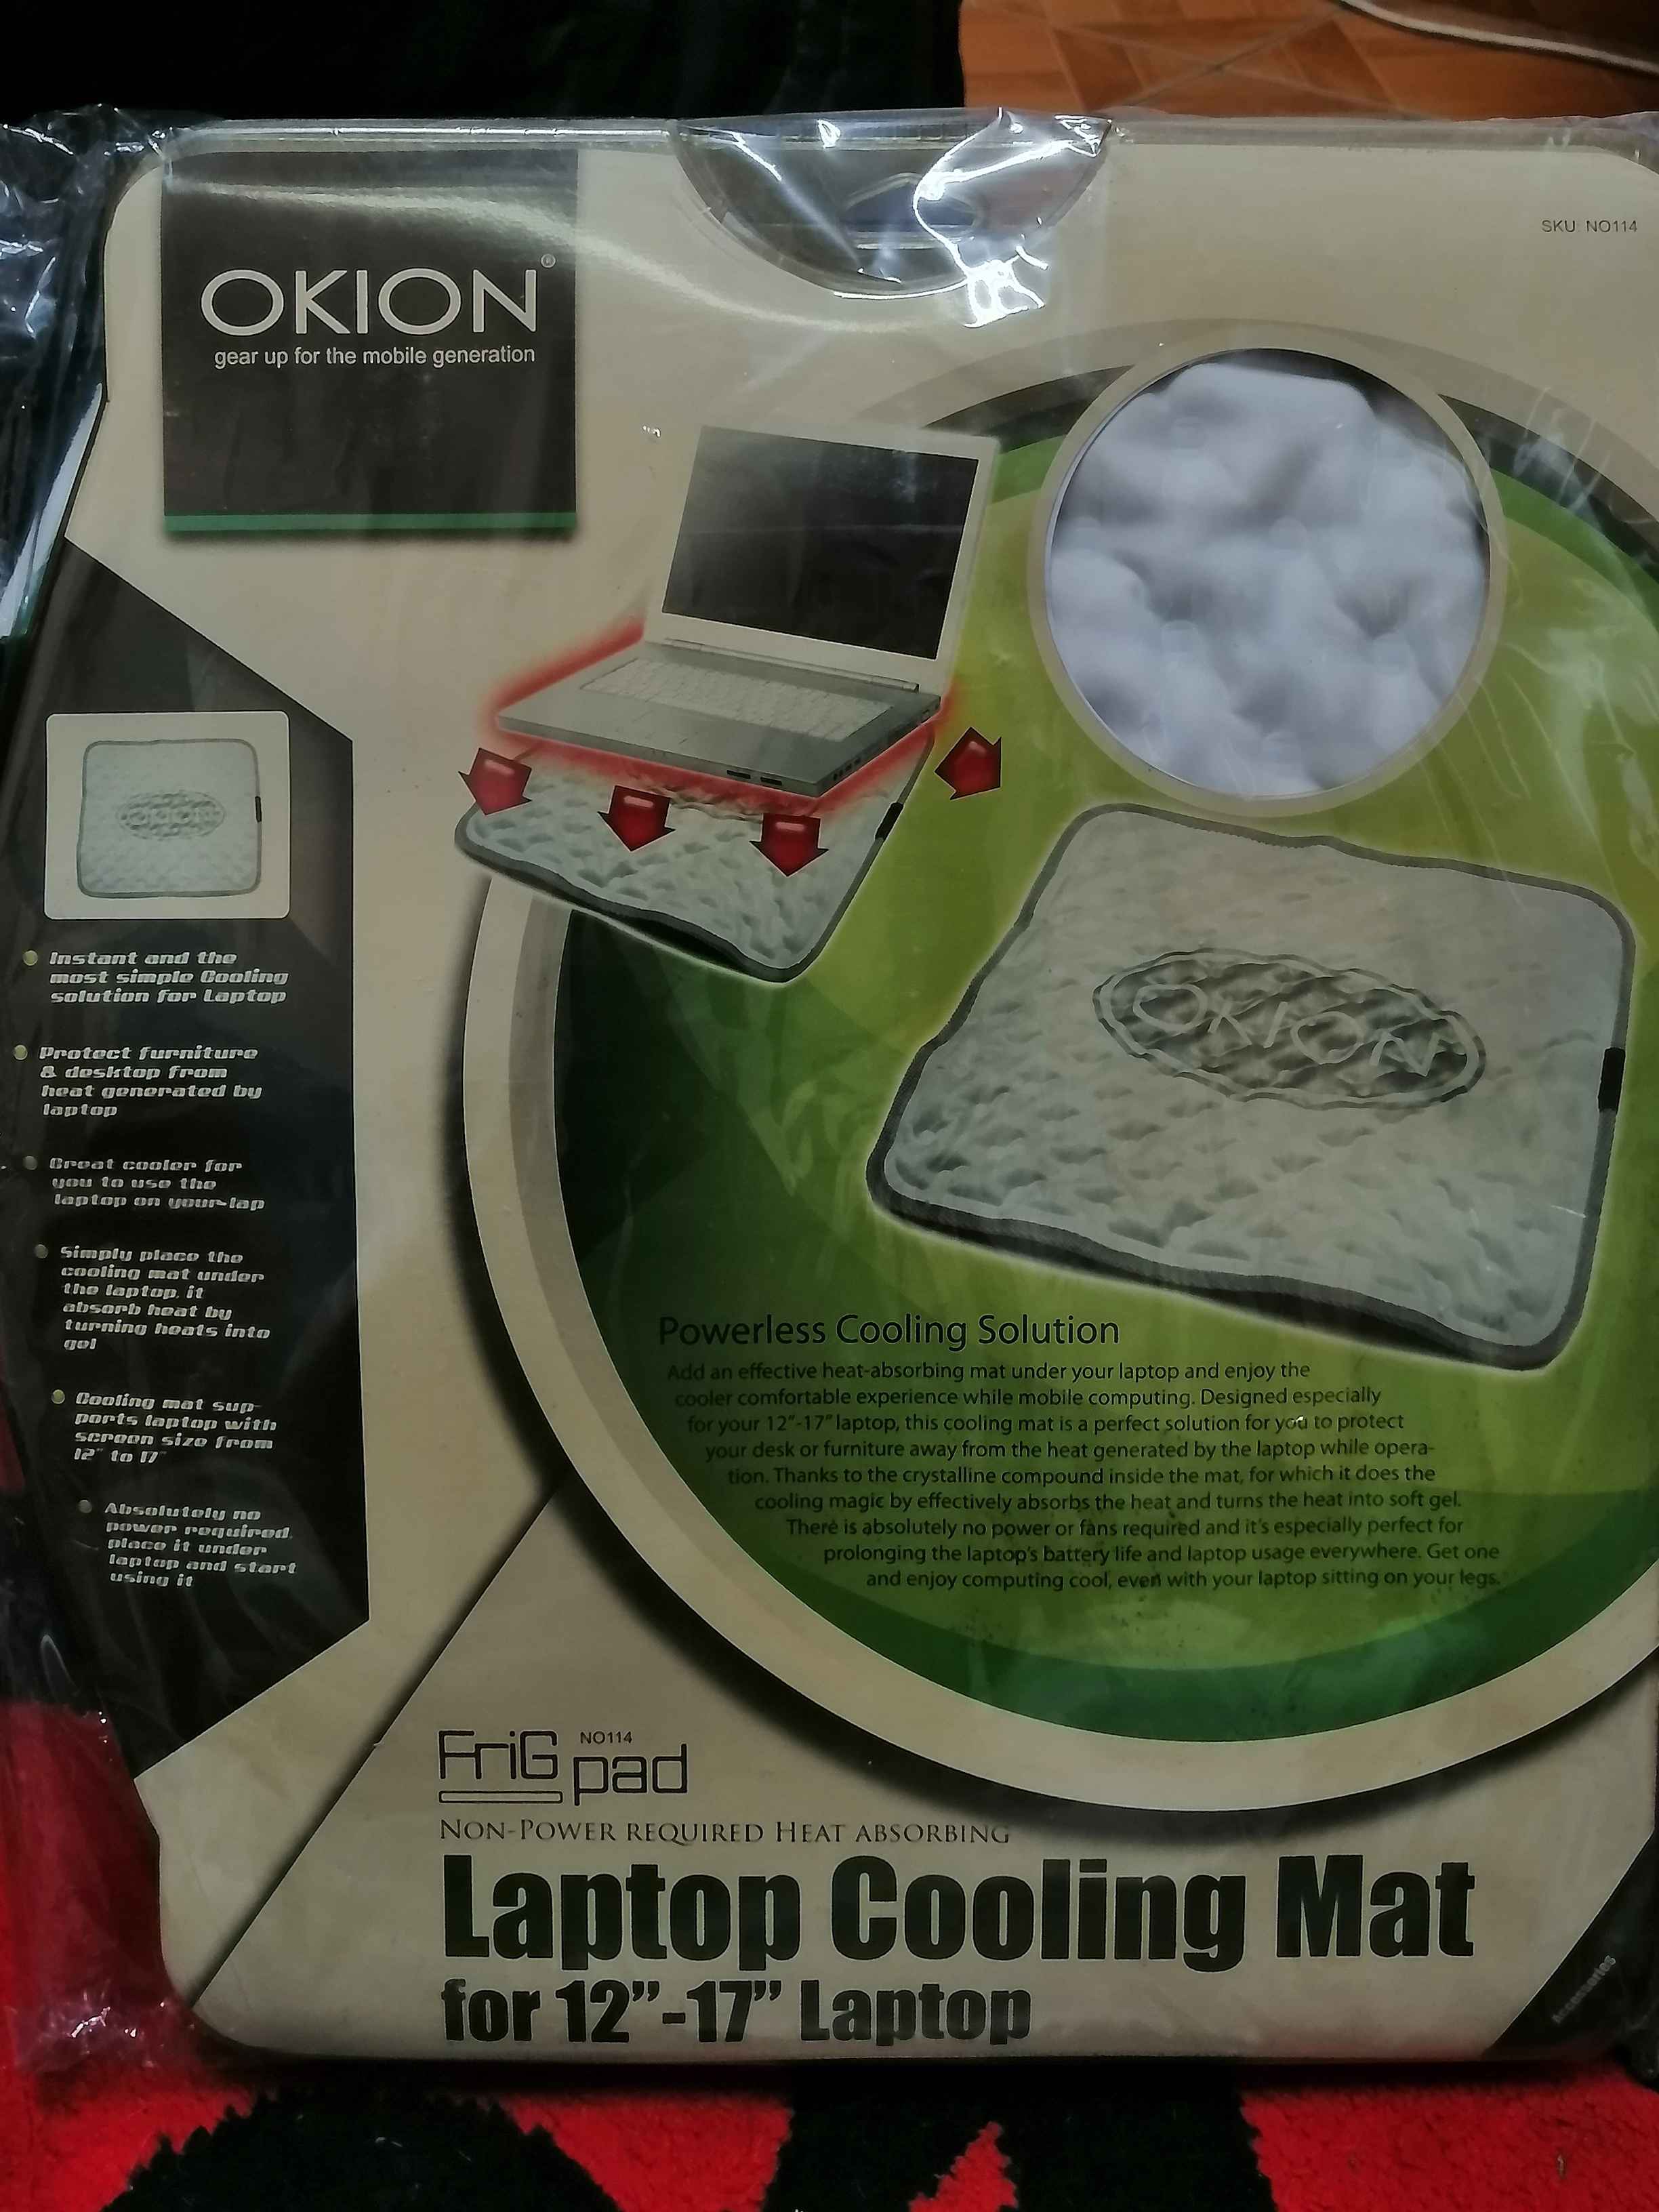 SKU: NO114
OKION®
gear up for the mobile generation
OKION
Instant and the
most simple Cooling
solution for Laptop
Protect furniture
& desktop from
heat generated by
laptop
Great cooler for
you to use the
laptop on your-lap
Simply place the
cooling mat under
the laptop, it
absorb heat by
turning heats into
gel
Cooling mat sup-
ports laptop with
screen size from
12" to 17"
Absolutely no
power required,
place it under
laptop and start
using it
OKION
Powerless Cooling Solution
Add an effective heat-absorbing mat under your laptop and enjoy the
cooler comfortable experience while mobile computing. Designed especially
for your 12"-17" laptop, this cooling mat is a perfect solution for you to protect
your desk or furniture away from the heat generated by the laptop while opera-
tion. Thanks to the crystalline compound inside the mat, for which it does the
cooling magic by effectively absorbs the heat and turns the heat into soft gel.
There is absolutely no power or fans required and it's especially perfect for
prolonging the laptop's battery life and laptop usage everywhere. Get one
and enjoy computing cool, even with your laptop sitting on your legs.
FriG pad NO114
NON-POWER REQUIRED HEAT ABSORBING
Laptop Cooling Mat
for 12"-17" Laptop
Accessories